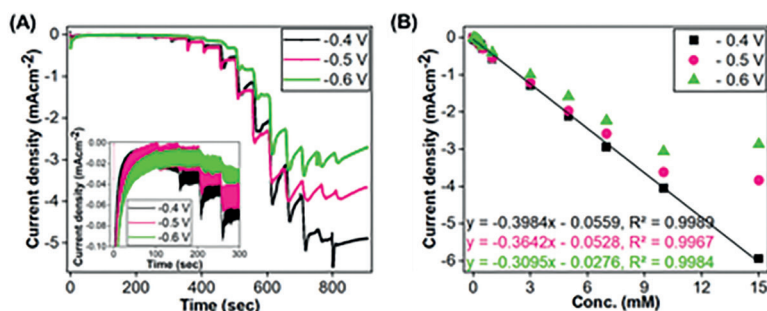 (A)
Current density (mAcm-2)
0
-1
-2
-3
-4
-5
-0.4 V
-0.5 V
-0.6 V
Current density (mAcm-2)
0.00
-0.02
-0.04
-0.06
-0.08
-0.10
-0.4 V
-0.5 V
-0.6 V
0 100 200 300
Time (sec)
0 200 400 600 800
Time (sec)
(B)
Current density (mAcm-2)
0
-1
-2
-3
-4
-5
-6
-0.4 V
-0.5 V
-0.6 V
y = -0.3984x - 0.0559, R² = 0.9989
y = -0.3642x - 0.0528, R² = 0.9967
y = -0.3095x - 0.0276, R² = 0.9984
0 3 6 9 12 15
Conc. (mM)